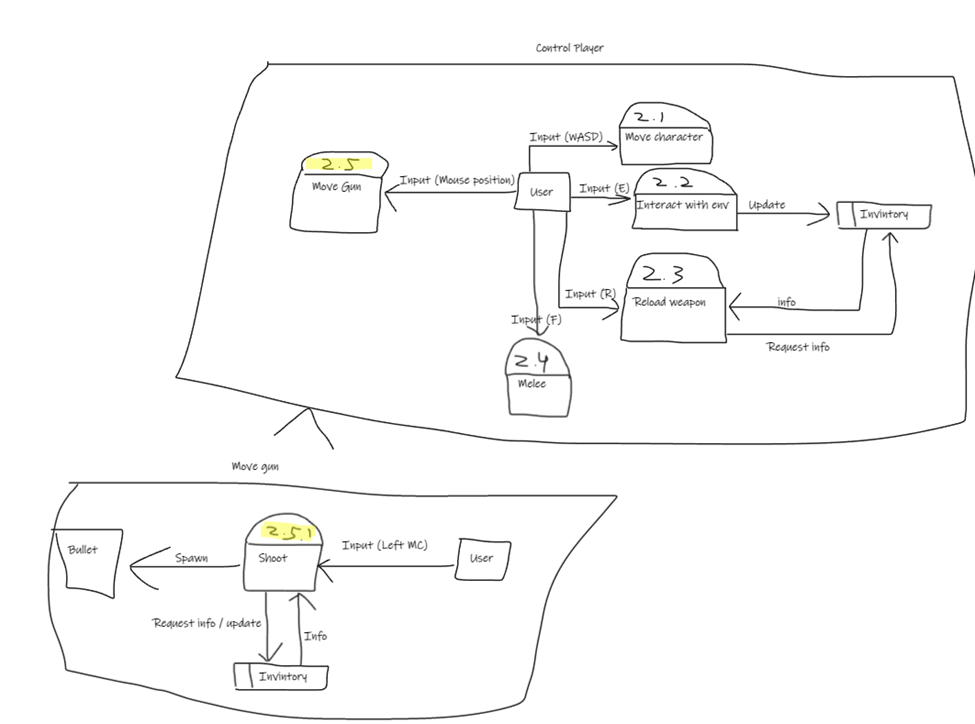 Control Player
2.1
Input (WASD)
Move character
2.5
Move Gun
Input (Mouse position)
User
Input (E)
2.2
Interact with env
Update
Invintory
2.3
Input (R)
Reload weapon
info
Request info
Input (F)
2.4
Melee
Move gun
2.5.1
Bullet
Spawn
Shoot
Input (Left MC)
User
Request info / update
Info
Invintory